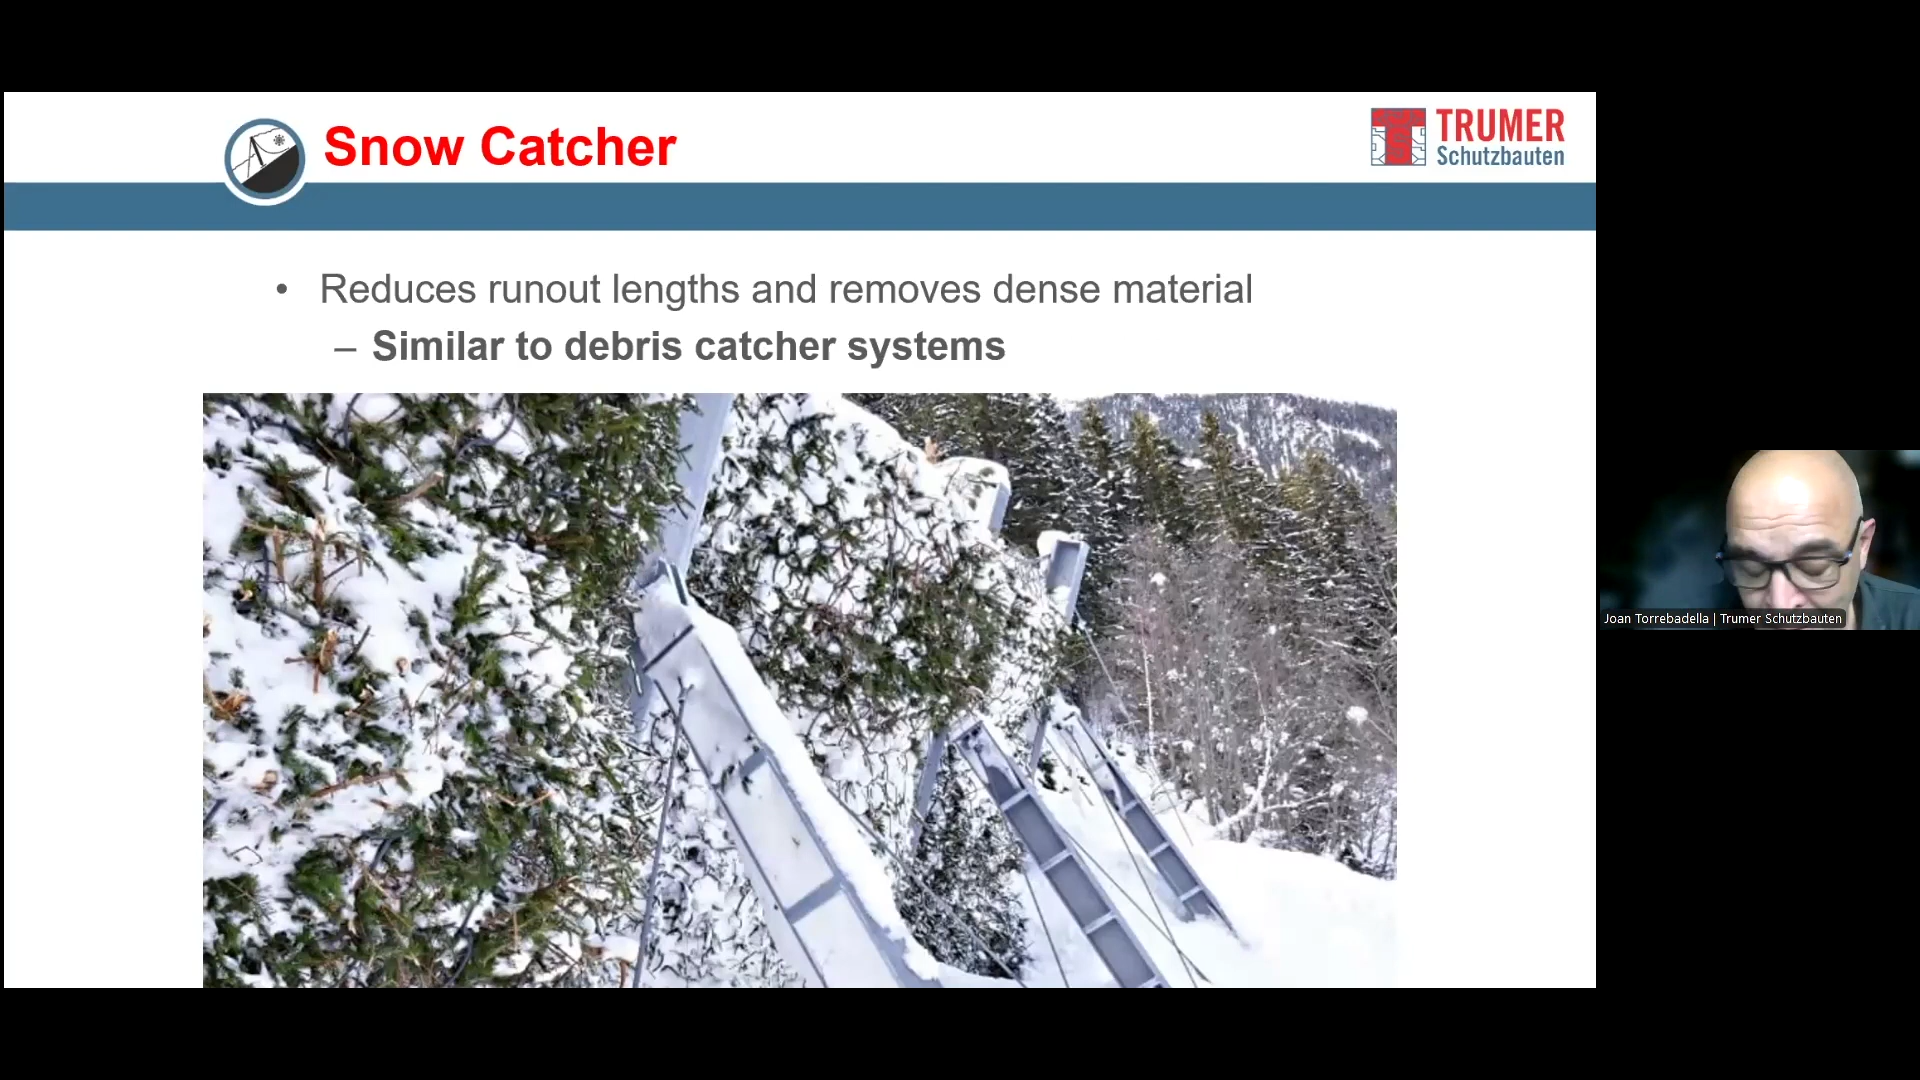 Snow Catcher
TRUMER
Schutzbauten
• Reduces runout lengths and removes dense material
– Similar to debris catcher systems
Joan Torrebadella | Trumer Schutzbauten